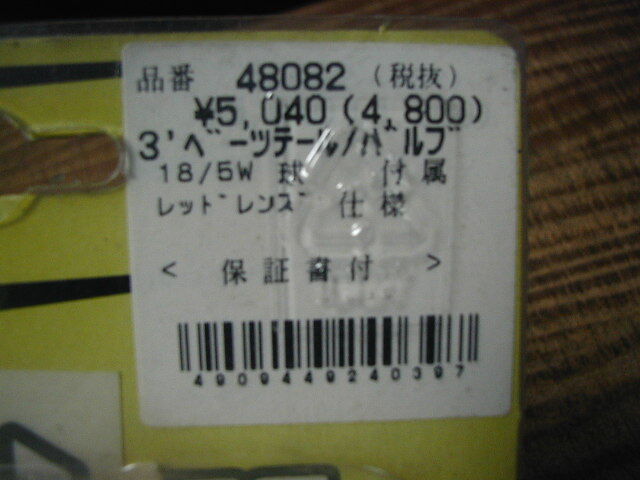 品番 48082 (税抜)
¥5,040(4,800)
3'ﾍﾞｰツテール/ﾊﾞルブ
18/5W 球 付属
ﾚｯﾄﾞﾚﾝｽﾞ 仕様
< 保証書付 >
4909449240397